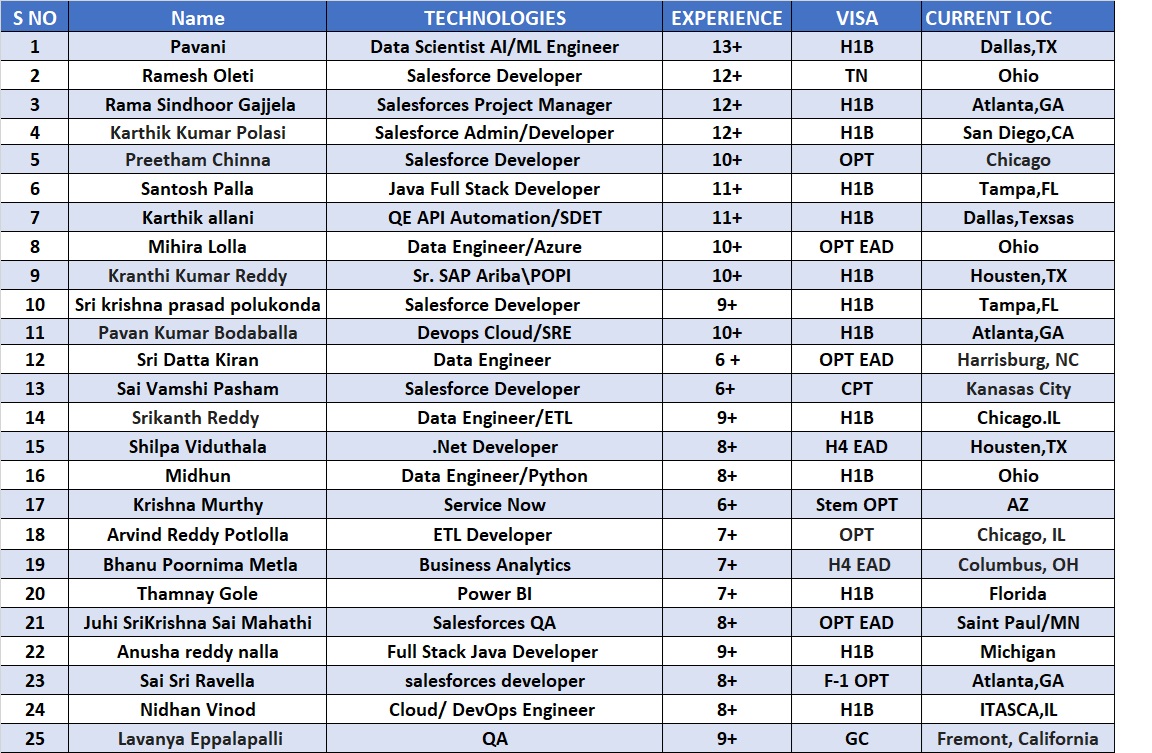 S NO Name TECHNOLOGIES EXPERIENCE VISA CURRENT LOC
1 Pavani Data Scientist AI/ML Engineer 13+ H1B Dallas,TX
2 Ramesh Oleti Salesforce Developer 12+ TN Ohio
3 Rama Sindhoor Gajjela Salesforces Project Manager 12+ H1B Atlanta,GA
4 Karthik Kumar Polasi Salesforce Admin/Developer 12+ H1B San Diego,CA
5 Preetham Chinna Salesforce Developer 10+ OPT Chicago
6 Santosh Palla Java Full Stack Developer 11+ H1B Tampa,FL
7 Karthik allani QE API Automation/SDET 11+ H1B Dallas,Texsas
8 Mihira Lolla Data Engineer/Azure 10+ OPT EAD Ohio
9 Kranthi Kumar Reddy Sr. SAP Ariba\POPI 10+ H1B Housten,TX
10 Sri krishna prasad polukonda Salesforce Developer 9+ H1B Tampa,FL
11 Pavan Kumar Bodaballa Devops Cloud/SRE 10+ H1B Atlanta,GA
12 Sri Datta Kiran Data Engineer 6 + OPT EAD Harrisburg, NC
13 Sai Vamshi Pasham Salesforce Developer 6+ CPT Kanasas City
14 Srikanth Reddy Data Engineer/ETL 9+ H1B Chicago.IL
15 Shilpa Viduthala .Net Developer 8+ H4 EAD Housten,TX
16 Midhun Data Engineer/Python 8+ H1B Ohio
17 Krishna Murthy Service Now 6+ Stem OPT AZ
18 Arvind Reddy Potlolla ETL Developer 7+ OPT Chicago, IL
19 Bhanu Poornima Metla Business Analytics 7+ H4 EAD Columbus, OH
20 Thamnay Gole Power BI 7+ H1B Florida
21 Juhi SriKrishna Sai Mahathi Salesforces QA 8+ OPT EAD Saint Paul/MN
22 Anusha reddy nalla Full Stack Java Developer 9+ H1B Michigan
23 Sai Sri Ravella salesforces developer 8+ F-1 OPT Atlanta,GA
24 Nidhan Vinod Cloud/ DevOps Engineer 8+ H1B ITASCA,IL
25 Lavanya Eppalapalli QA 9+ GC Fremont, California